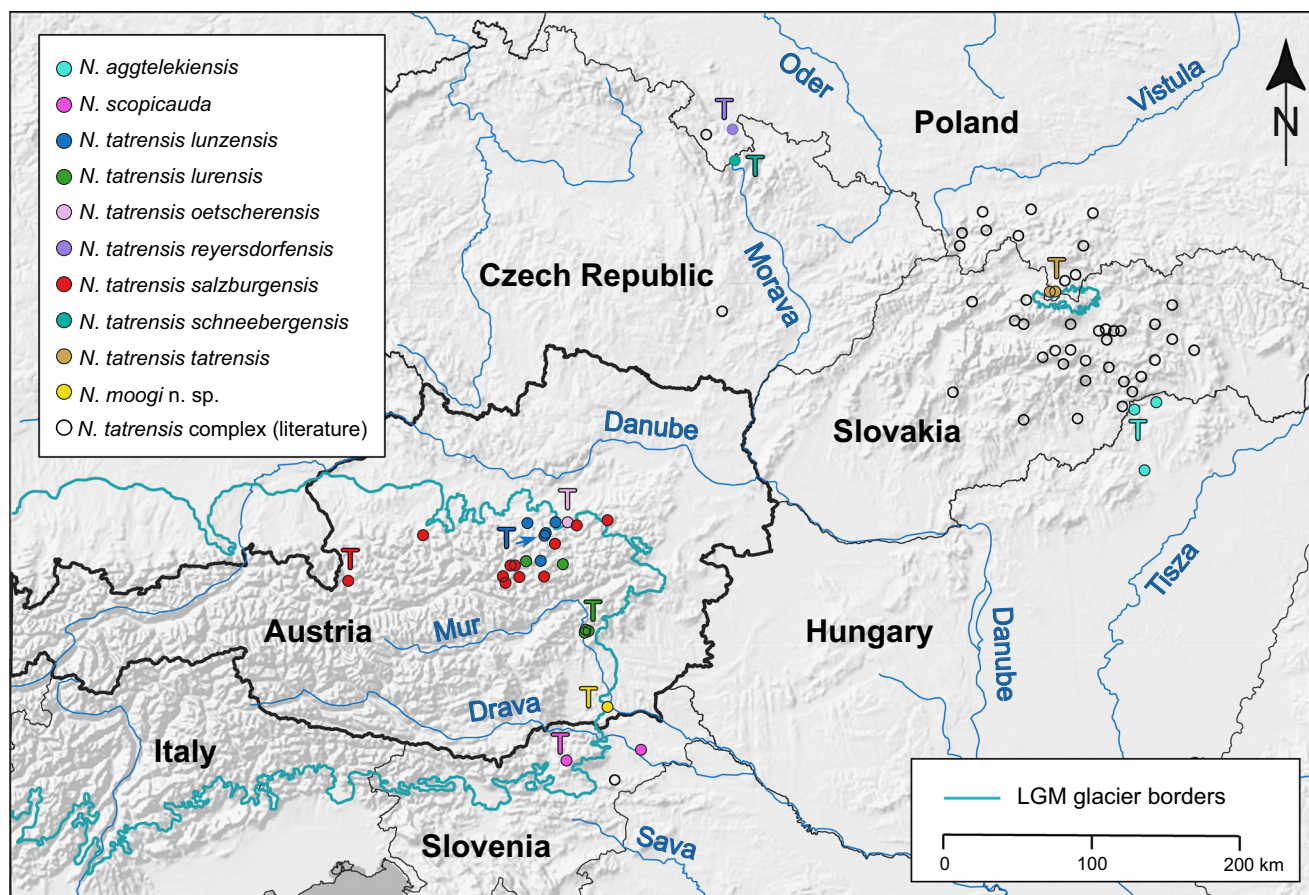 N. aggtelekiensis
N. scopicauda
N. tatrensis lunzensis
N. tatrensis lurensis
N. tatrensis oetscherensis
N. tatrensis reyersdorfensis
N. tatrensis salzburgensis
N. tatrensis schneebergensis
N. tatrensis tatrensis
N. moogi n. sp.
N. tatrensis complex (literature)
Oder
Vistula
Poland
N
T
T
Czech Republic
Morava
T
Slovakia
T
Danube
T
T
T
Tisza
Austria
Mur
T
Hungary
Danube
Drava
T
T
Italy
Slovenia
Sava
LGM glacier borders
0
100
200 km